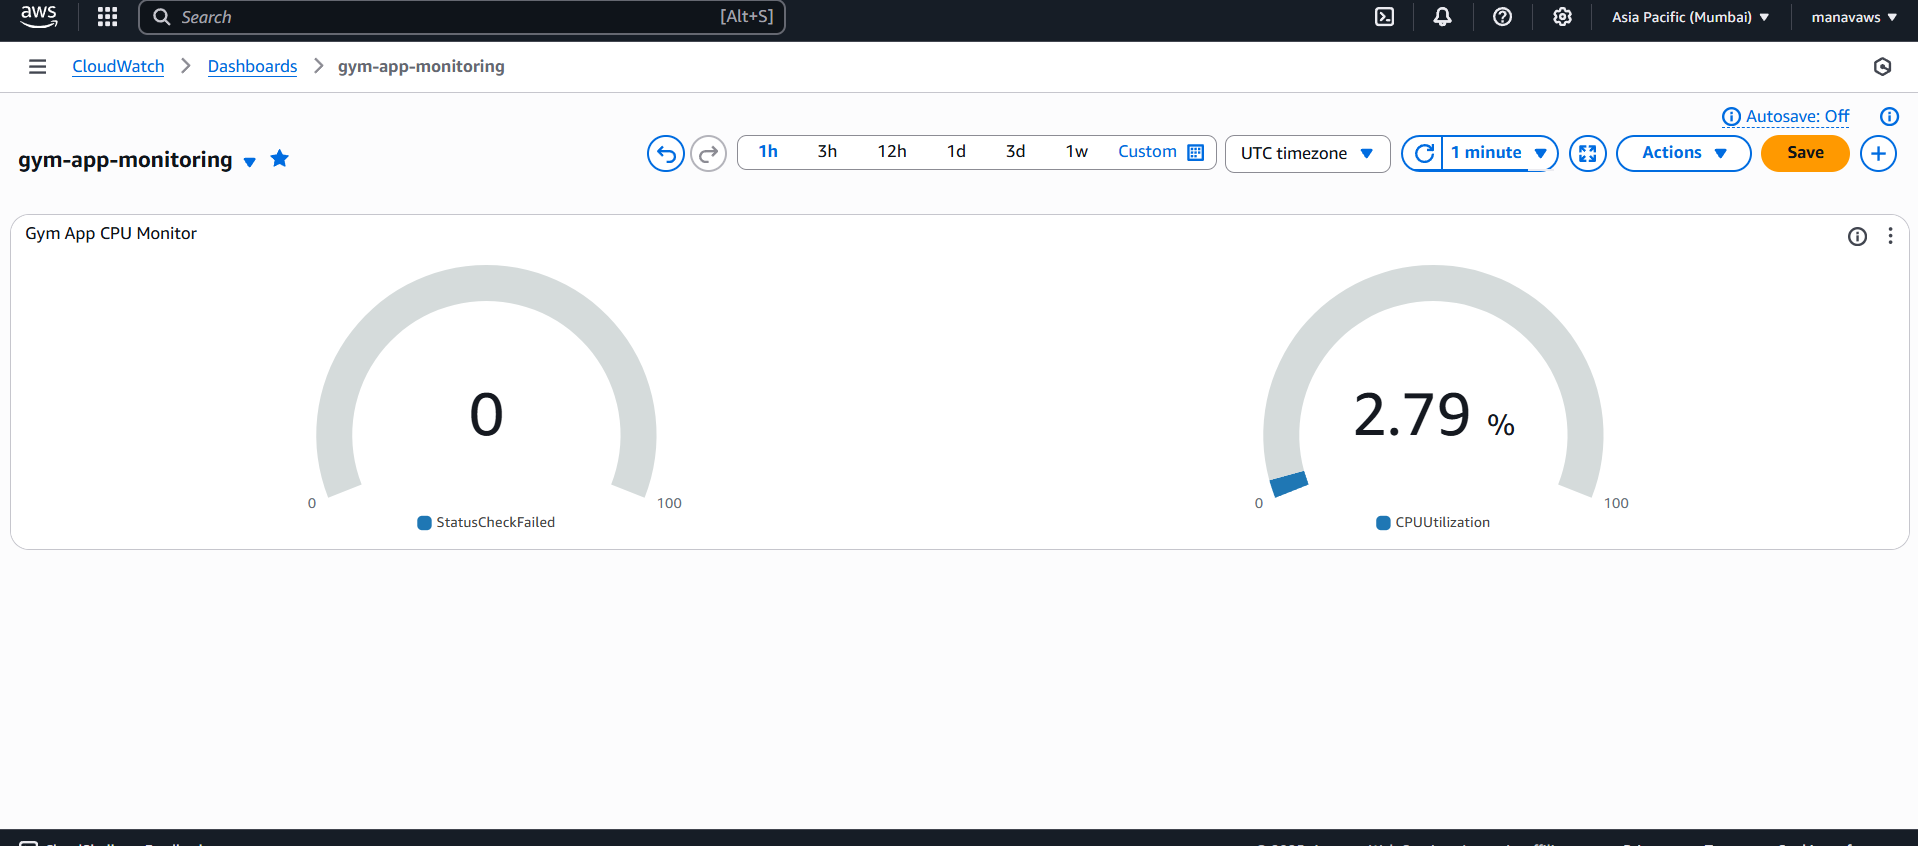 aws Search [Alt+S] Asia Pacific (Mumbai) manavaws
CloudWatch Dashboards gym-app-monitoring
Autosave: Off
gym-app-monitoring 1h 3h 12h 1d 3d 1w Custom UTC timezone 1 minute Actions Save
Gym App CPU Monitor
0
0 100
StatusCheckFailed
2.79 %
0 100
CPUUtilization